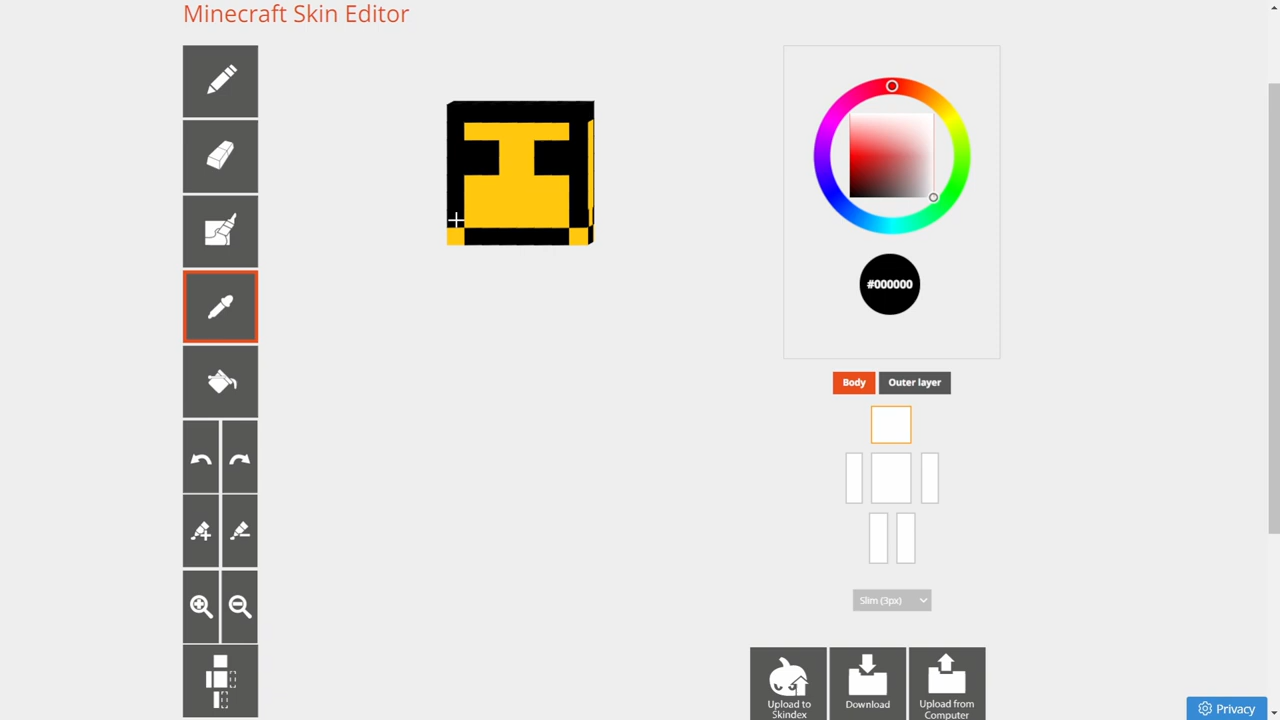 Minecraft Skin Editor
#000000
Body
Outer layer
Slim (3px)
Upload to
Skindex
Download
Upload from
Computer
Privacy